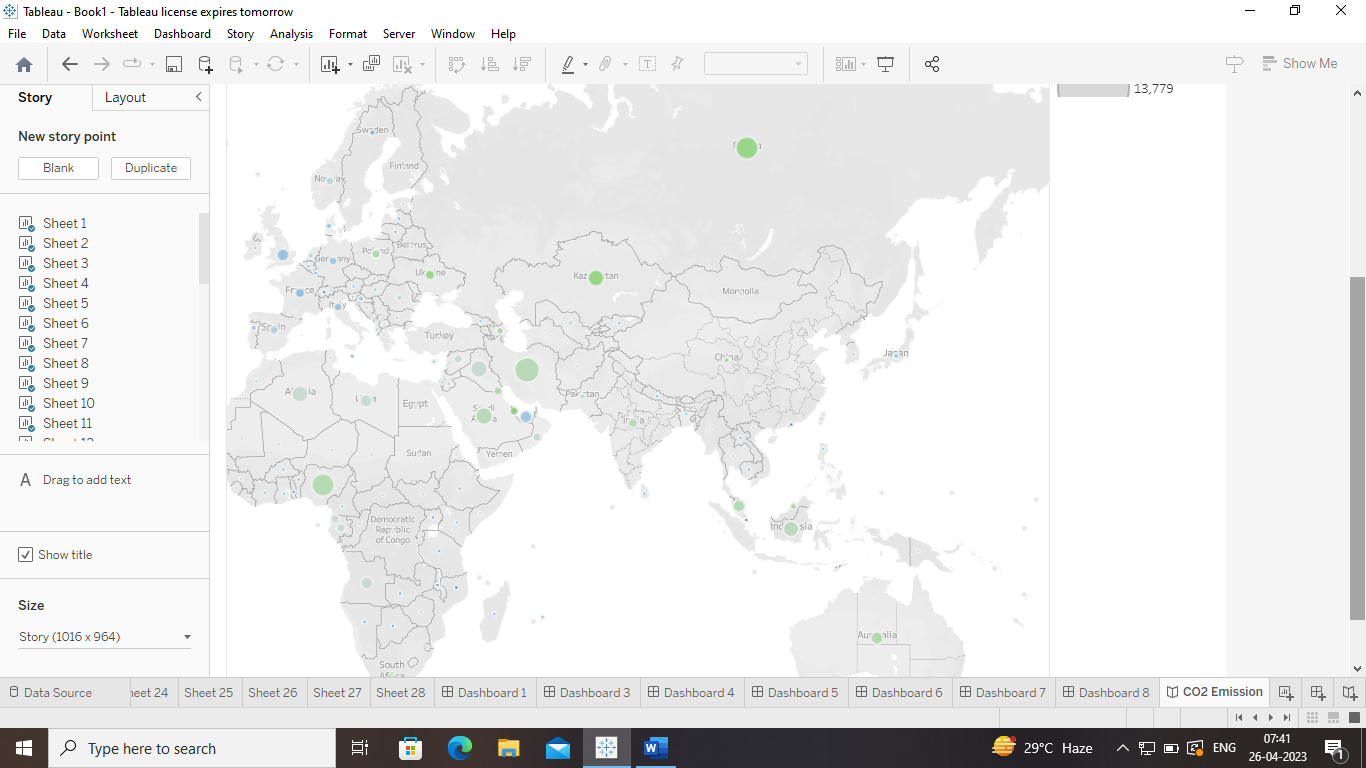 Tableau - Book1 - Tableau license expires tomorrow
File Data Worksheet Dashboard Story Analysis Format Server Window Help
Show Me
Story Layout
New story point
Blank Duplicate
Sheet 1
Sheet 2
Sheet 3
Sheet 4
Sheet 5
Sheet 6
Sheet 7
Sheet 8
Sheet 9
Sheet 10
Sheet 11
A Drag to add text
Show title
Size
Story (1016 x 964)
13,779
Sweden
Finland
Norway
Belarus
Poland
Germany
Ukraine
France
Kazakhstan
Mongolia
Italy
Spain
Turkey
China
Japan
Algeria
Libya
Egypt
Pakistan
Saudi
Arabia
India
Sudan
Yemen
Democratic
Republic
of Congo
Indonesia
Australia
South
Africa
Data Source heet 24 Sheet 25 Sheet 26 Sheet 27 Sheet 28 Dashboard 1 Dashboard 3 Dashboard 4 Dashboard 5 Dashboard 6 Dashboard 7 Dashboard 8 CO2 Emission
Type here to search
29°C Haze
ENG
07:41
26-04-2023
1